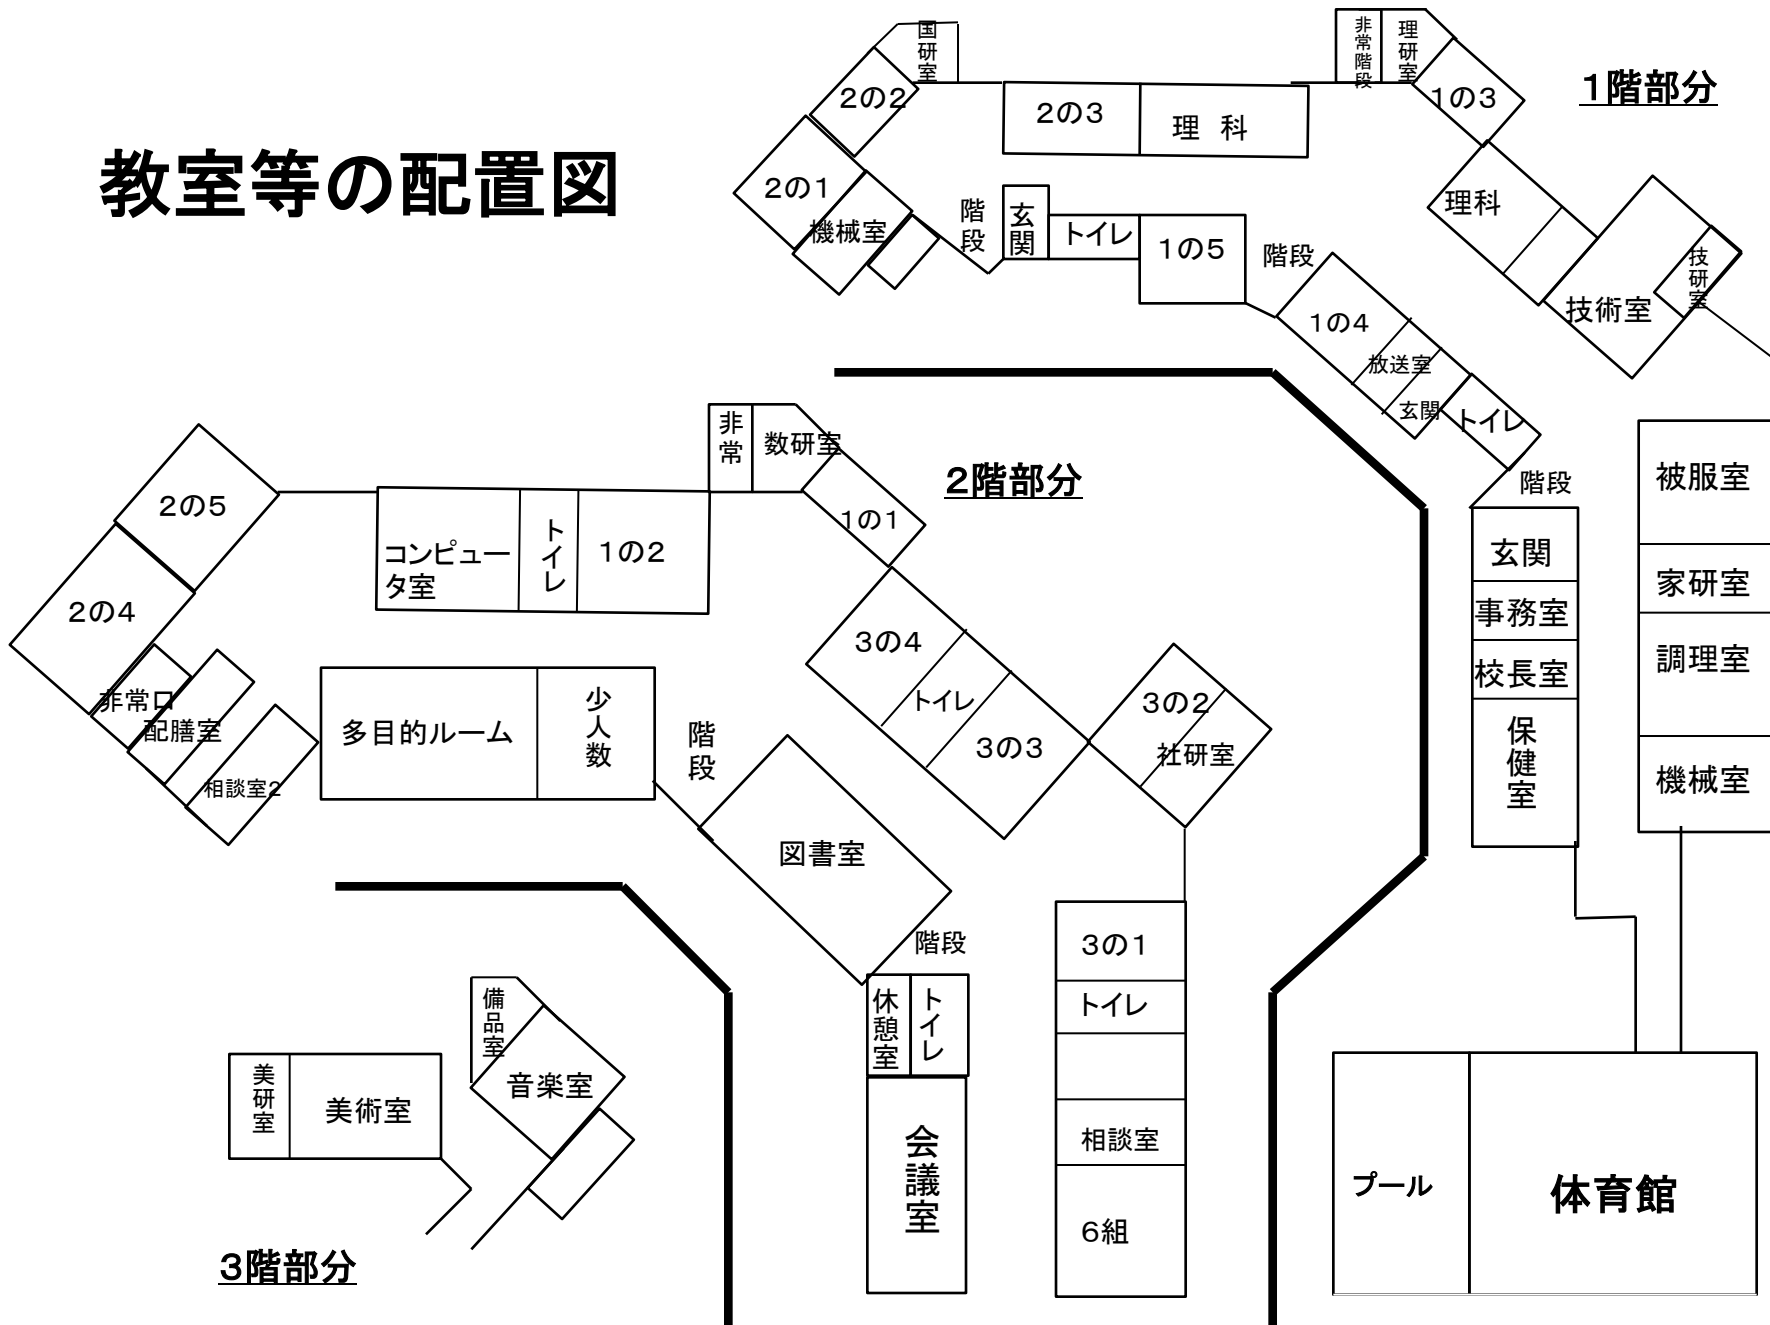 教室等の配置図
1階部分
国研室
2の2
2の1
機械室
2の3
理 科
非常階段
理研室
1の3
理科
技術室
技研室
階段
玄関
トイレ
1の5
階段
1の4
放送室
玄関
トイレ
階段
玄関
事務室
校長室
保健室
被服室
家研室
調理室
機械室
プール
体育館
2階部分
2の5
2の4
非常口
配膳室
相談室2
コンピュー
タ室
トイレ
1の2
非常
数研室
1の1
多目的ルーム
少人数
階段
3の4
トイレ
3の3
3の2
社研室
図書室
階段
休憩室
トイレ
会議室
3の1
トイレ
相談室
6組
3階部分
美研室
美術室
備品室
音楽室